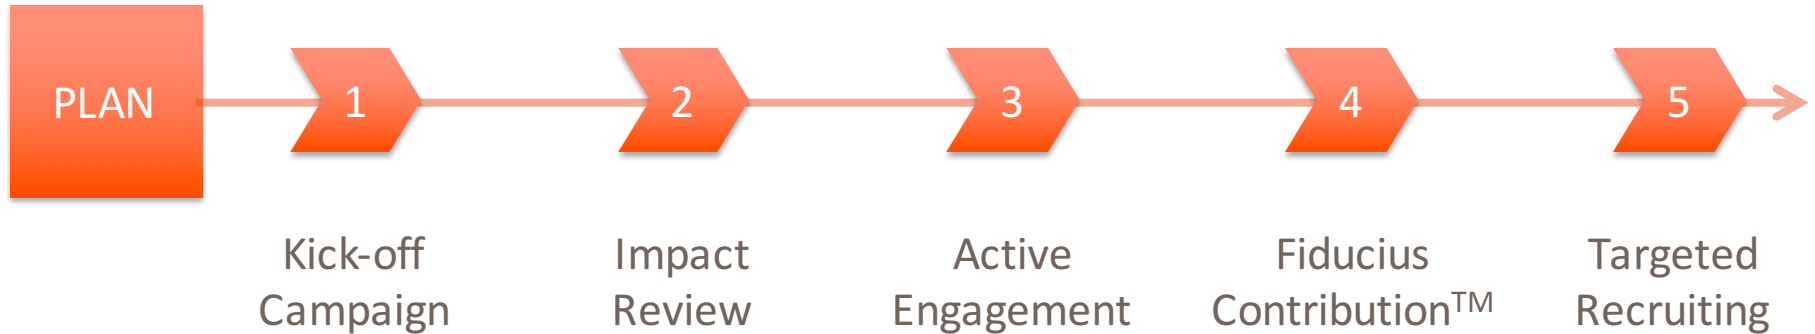 PLAN
1
2
3
4
5
Kick-off
Campaign
Impact
Review
Active
Engagement
Fiducius
Contribution™
Targeted
Recruiting